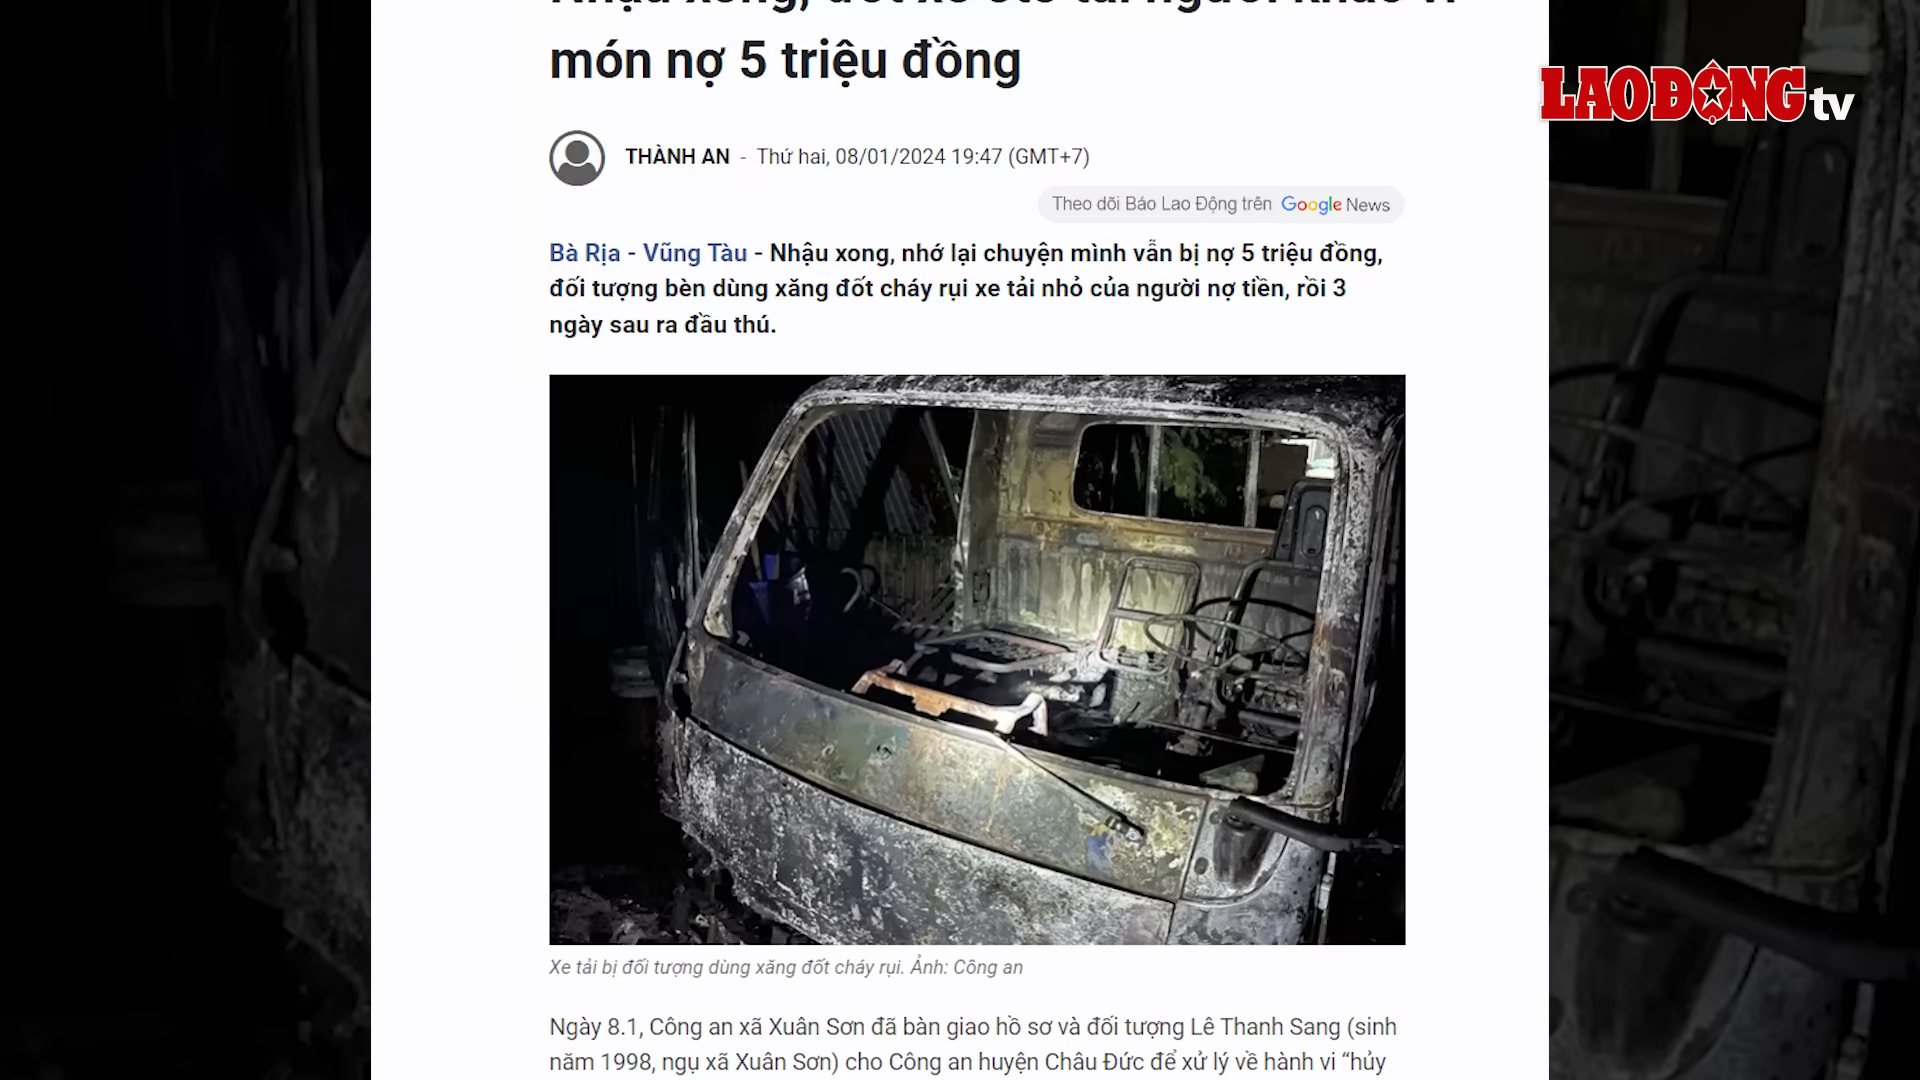 món nợ 5 triệu đồng
LAO ĐỘNG tv
THÀNH AN - Thứ hai, 08/01/2024 19:47 (GMT+7)
Theo dõi Báo Lao Động trên Google News
Bà Rịa - Vũng Tàu - Nhậu xong, nhớ lại chuyện mình vẫn bị nợ 5 triệu đồng,
đối tượng bèn dùng xăng đốt cháy rụi xe tải nhỏ của người nợ tiền, rồi 3
ngày sau ra đầu thú.
Xe tải bị đối tượng dùng xăng đốt cháy rụi. Ảnh: Công an
Ngày 8.1, Công an xã Xuân Sơn đã bàn giao hồ sơ và đối tượng Lê Thanh Sang (sinh
năm 1998, ngụ xã Xuân Sơn) cho Công an huyện Châu Đức để xử lý về hành vi “hủy